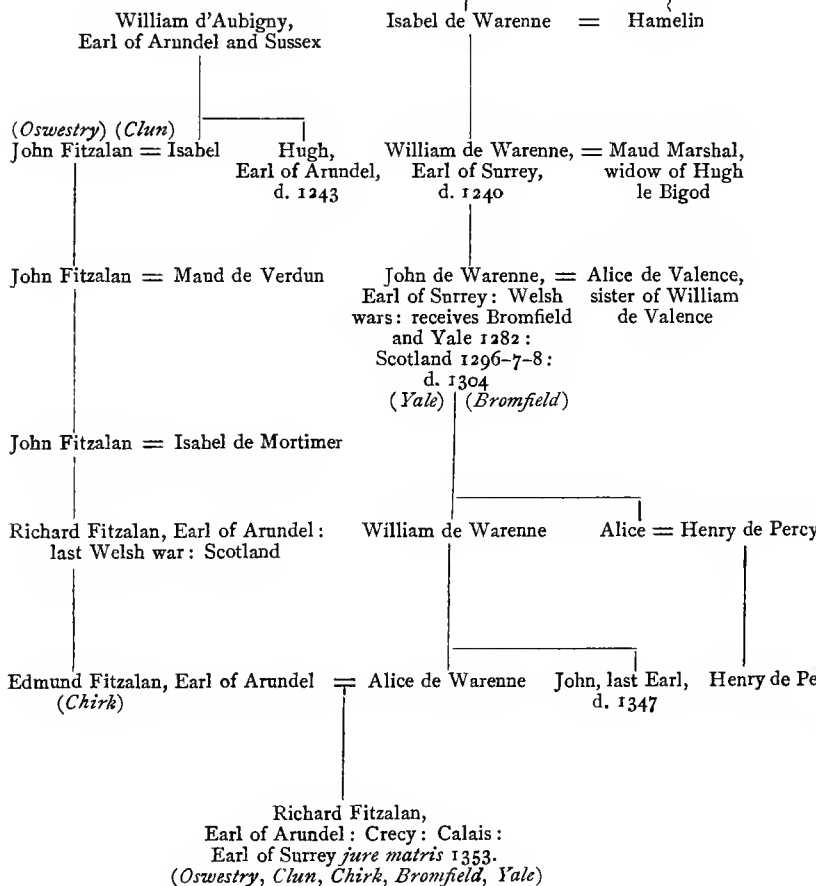 William d'Aubigny,
Earl of Arundel and Sussex
Isabel de Warenne = Hamelin
(Oswestry) (Clun)
John Fitzalan = Isabel
Hugh,
Earl of Arundel,
d. 1243
William de Warenne, = Maud Marshal,
Earl of Surrey, widow of Hugh
d. 1240 le Bigod
John Fitzalan = Maud de Verdun
John de Warenne, = Alice de Valence,
Earl of Surrey: Welsh sister of William
wars: receives Bromfield de Valence
and Yale 1282:
Scotland 1296-7-8:
d. 1304
(Yale) (Bromfield)
John Fitzalan = Isabel de Mortimer
Richard Fitzalan, Earl of Arundel:
last Welsh war: Scotland
William de Warenne
Alice = Henry de Percy
Edmund Fitzalan, Earl of Arundel = Alice de Warenne
(Chirk)
John, last Earl,
d. 1347
Henry de Pe
Richard Fitzalan,
Earl of Arundel: Crecy: Calais:
Earl of Surrey jure matris 1353.
(Oswestry, Clun, Chirk, Bromfield, Yale)